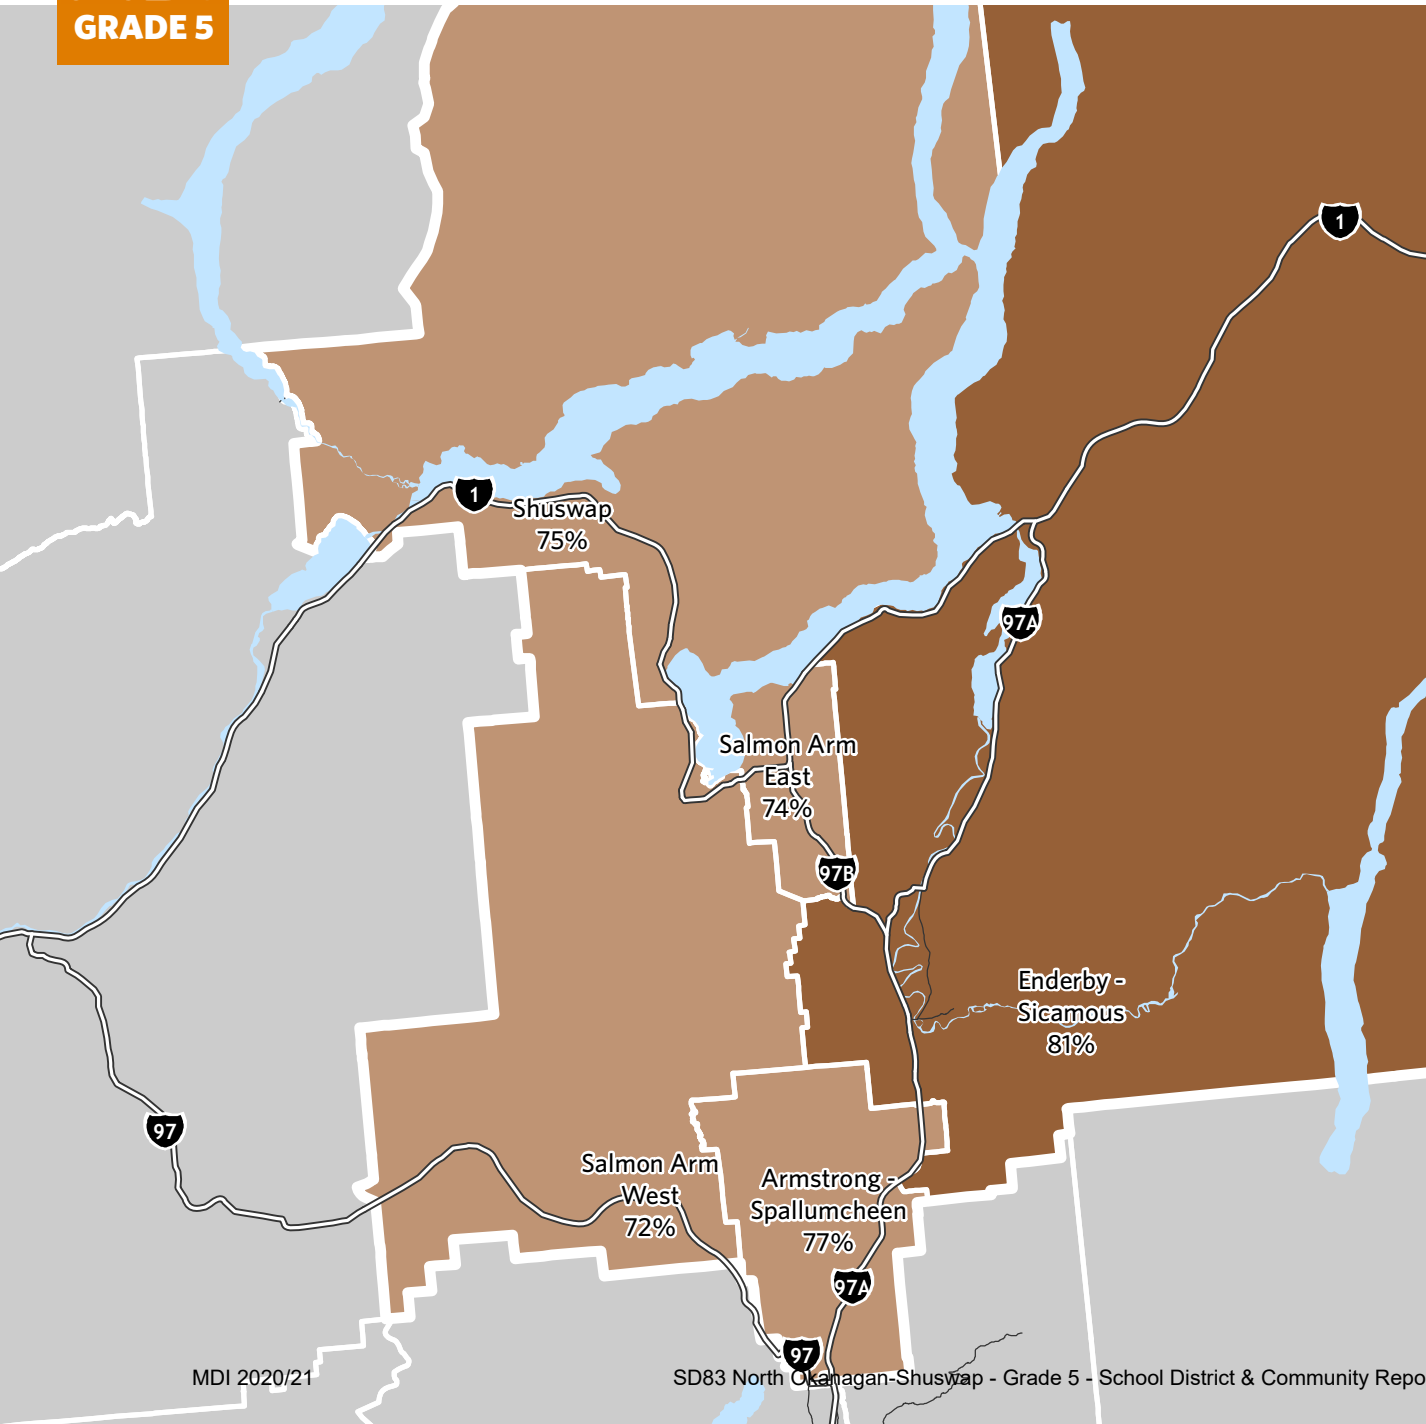 GRADE 5
1
1
Shuswap
75%
97A
Salmon Arm
East
74%
97B
Enderby -
Sicamous
81%
97
Salmon Arm
West
72%
Armstrong -
Spallumcheen
77%
97A
97
MDI 2020/21
SD83 North Okanagan-Shuswap - Grade 5 - School District & Community Repo